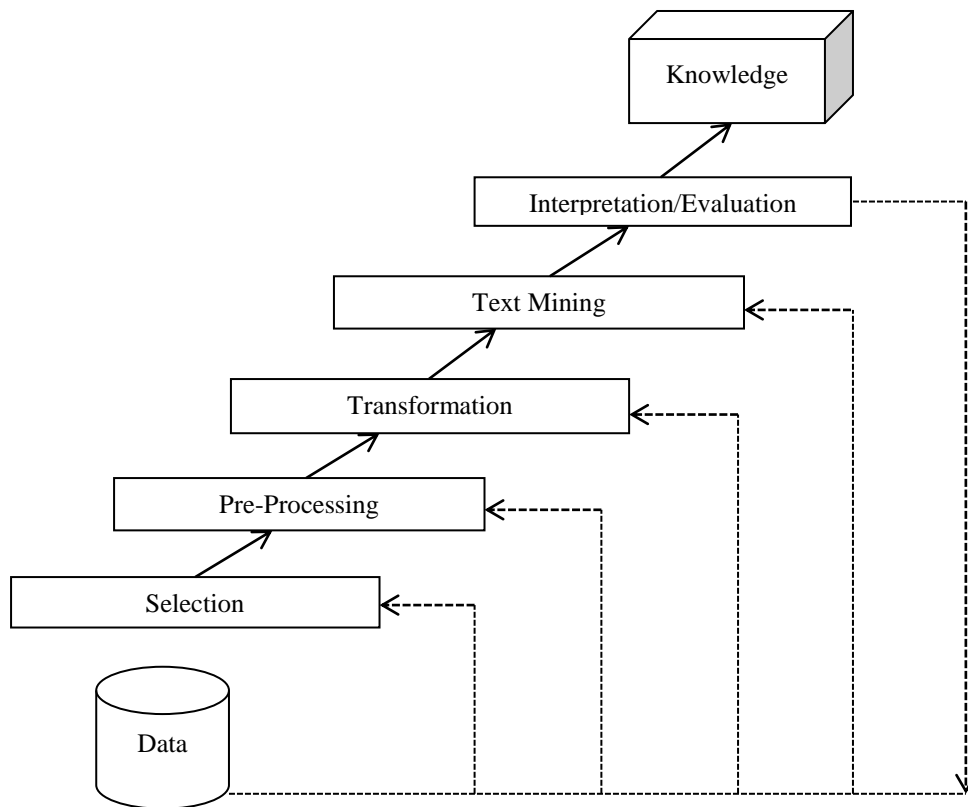 Knowledge
Interpretation/Evaluation
Text Mining
Transformation
Pre-Processing
Selection
Data